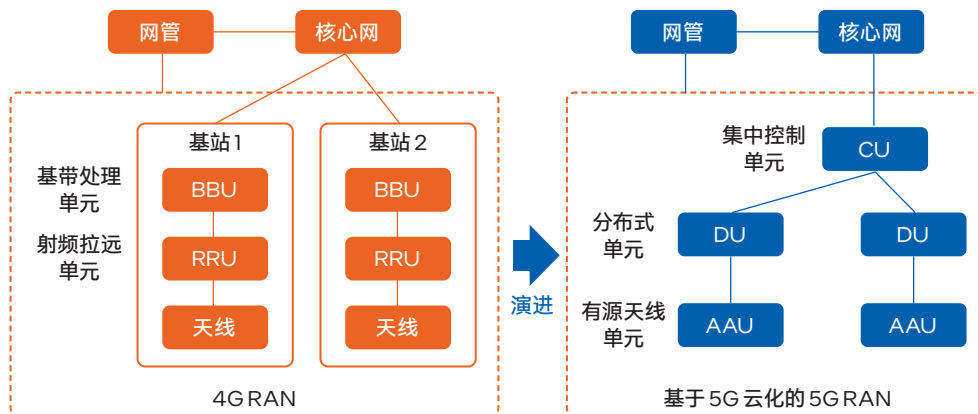 网管
核心网
基站1
基站2
基带处理
单元
BBU
BBU
射频拉远
单元
RRU
RRU
天线
天线
4G RAN
演进
网管
核心网
集中控制
单元
CU
分布式
单元
DU
DU
有源天线
单元
AAU
AAU
基于5G云化的5G RAN